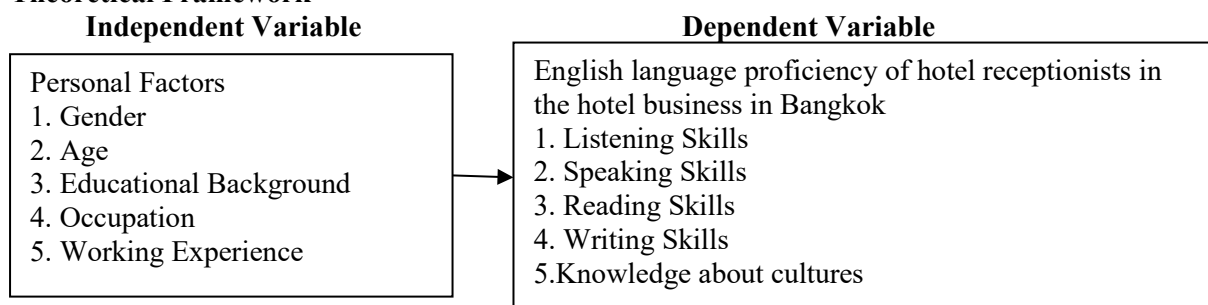 Theoretical Framework
Independent Variable
Dependent Variable
Personal Factors
1. Gender
2. Age
3. Educational Background
4. Occupation
5. Working Experience
English language proficiency of hotel receptionists in
the hotel business in Bangkok
1. Listening Skills
2. Speaking Skills
3. Reading Skills
4. Writing Skills
5.Knowledge about cultures